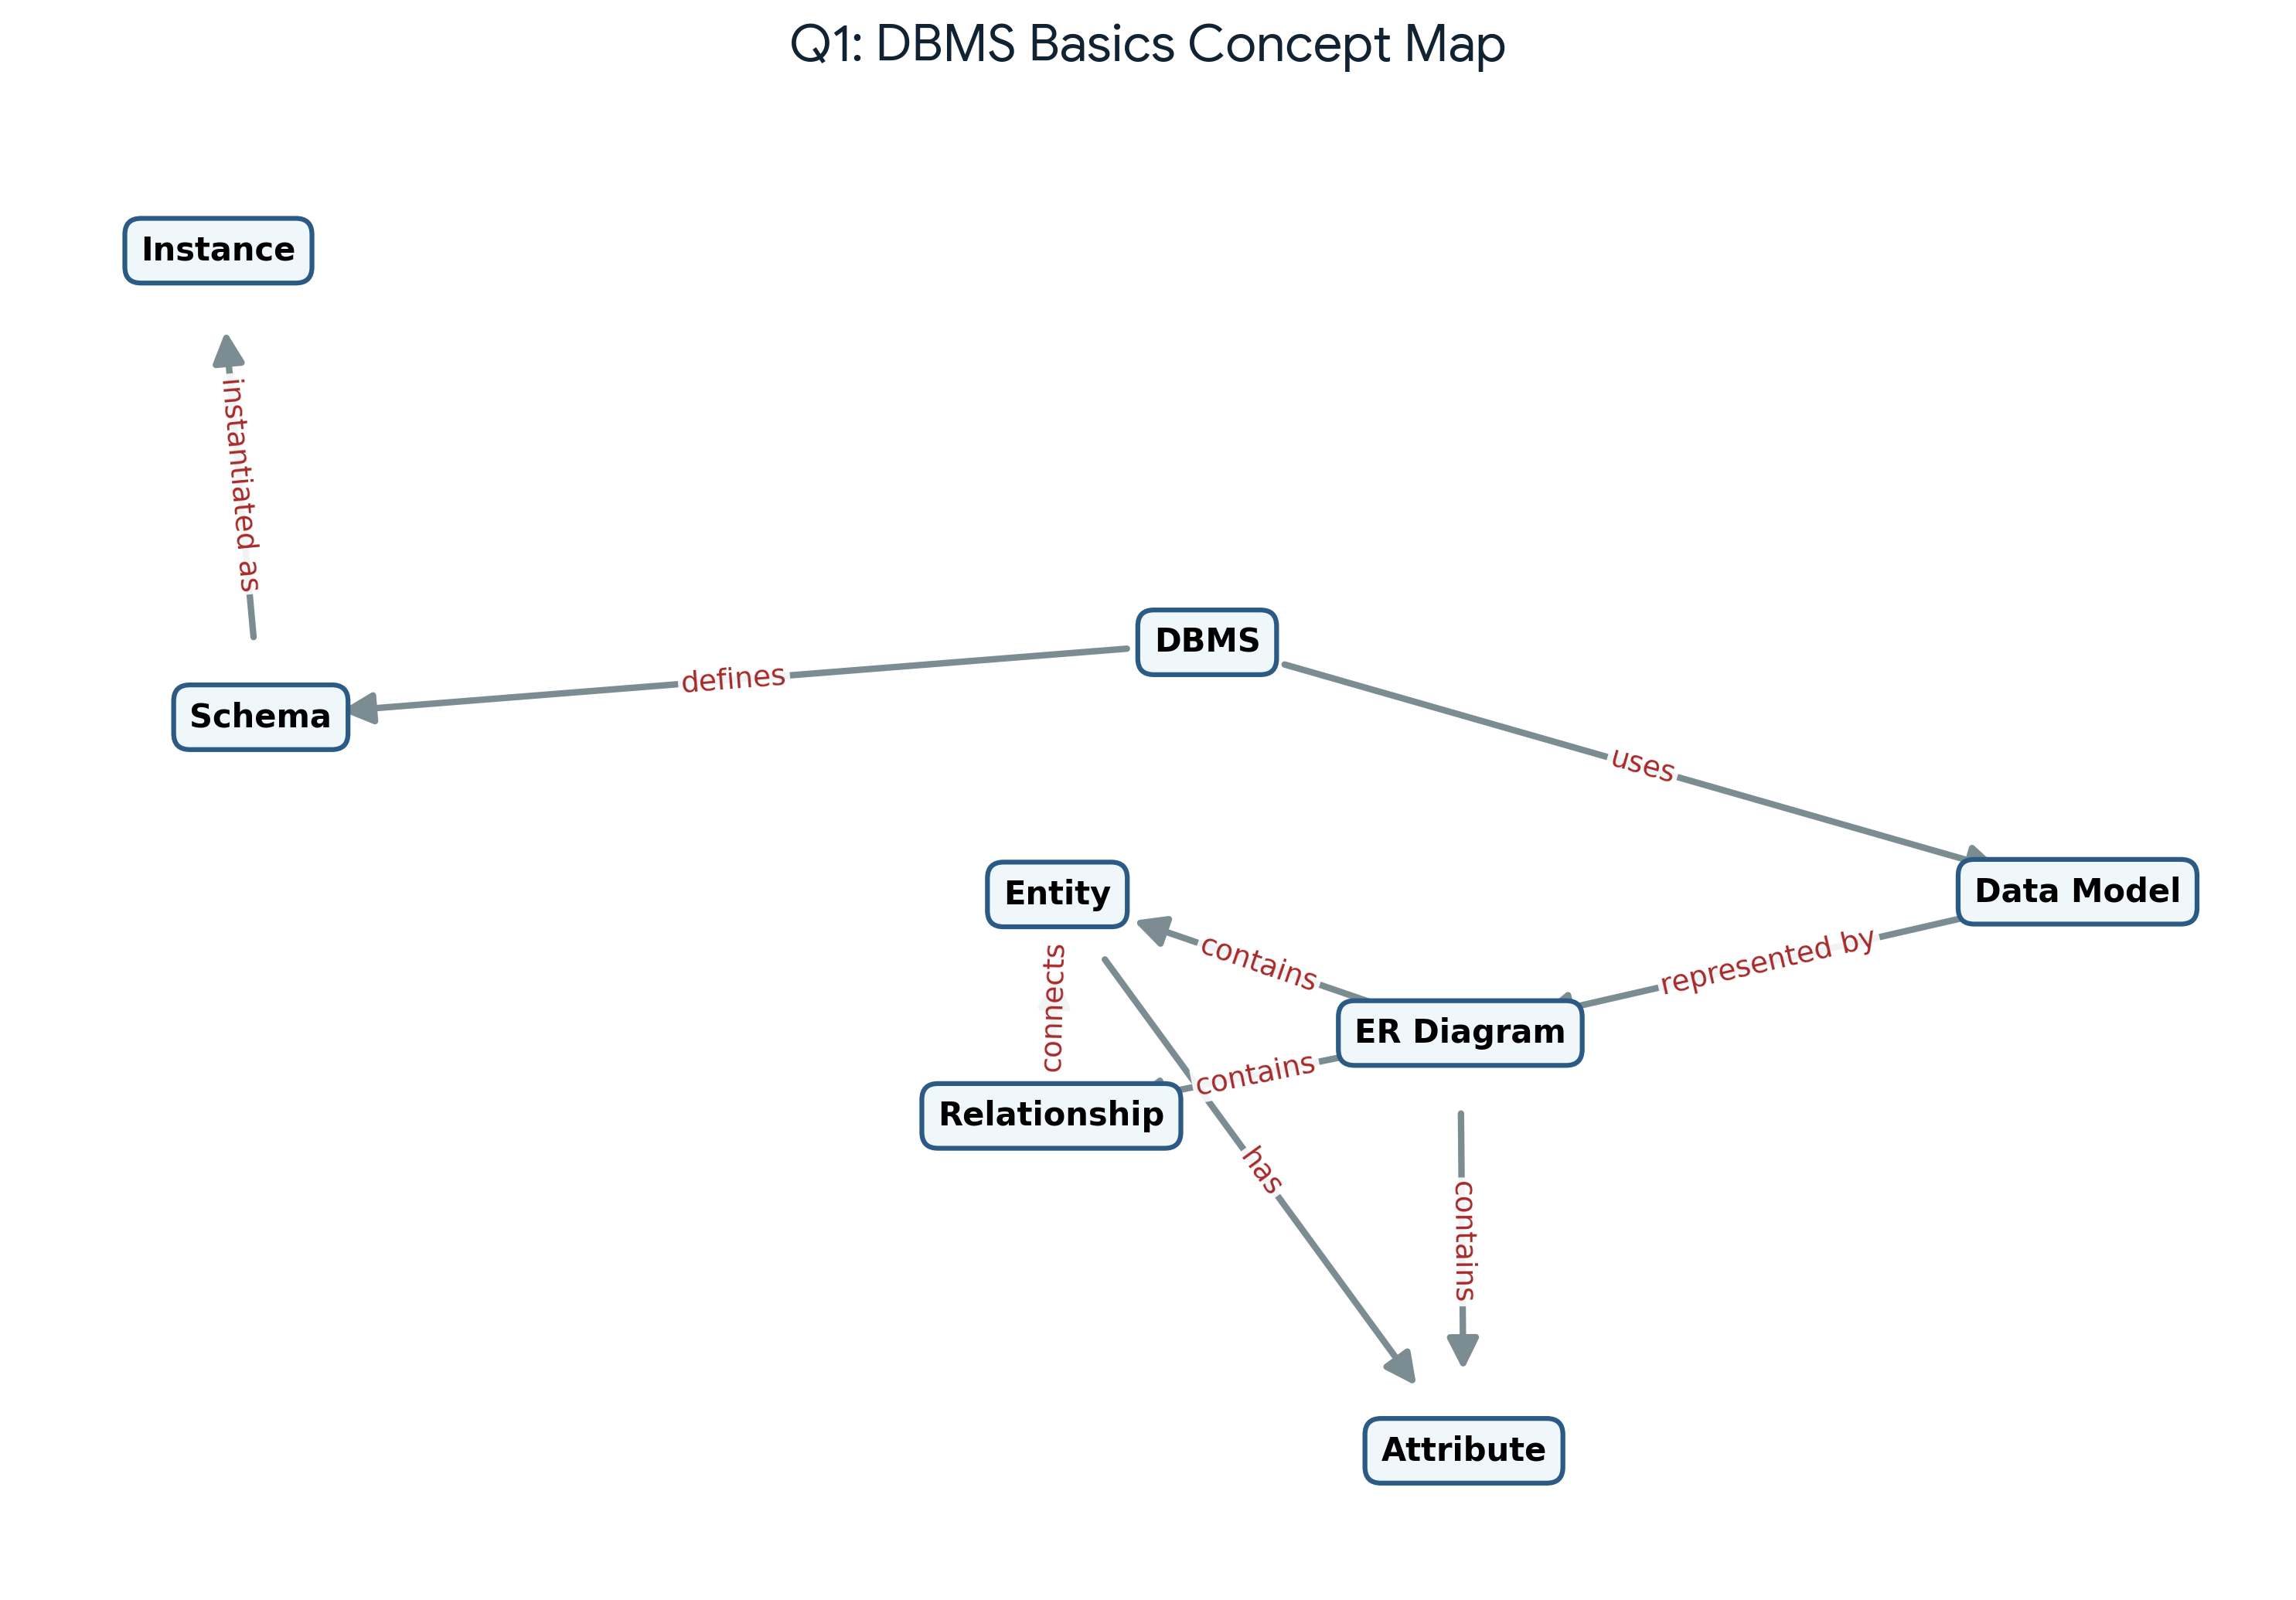 Q1: DBMS Basics Concept Map
Instance
instantiated as
DBMS
defines
Schema
uses
Entity
Data Model
contains
represented by
connects
ER Diagram
contains
Relationship
has
contains
Attribute